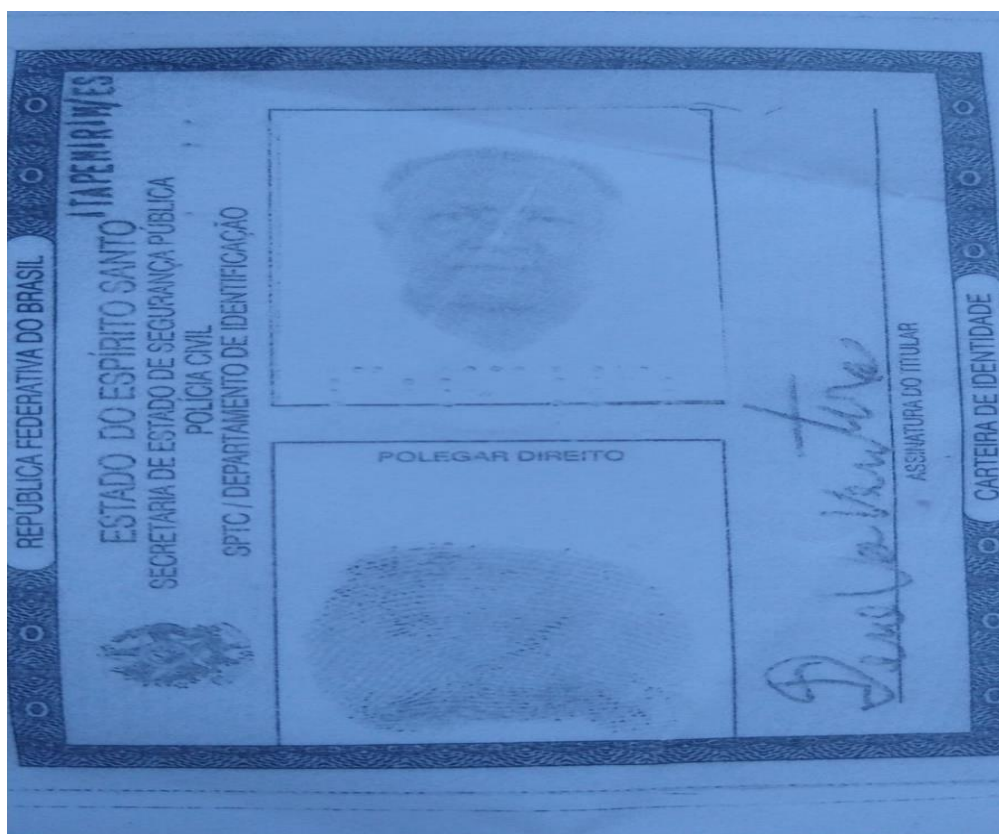 REPÚBLICA FEDERATIVA DO BRASIL
ITAPEMIRIM/ES
ESTADO DO ESPÍRITO SANTO
SECRETARIA DE ESTADO DE SEGURANÇA PÚBLICA
POLÍCIA CIVIL
SPTC / DEPARTAMENTO DE IDENTIFICAÇÃO
POLEGAR DIREITO
ASSINATURA DO TITULAR
CARTEIRA DE IDENTIDADE